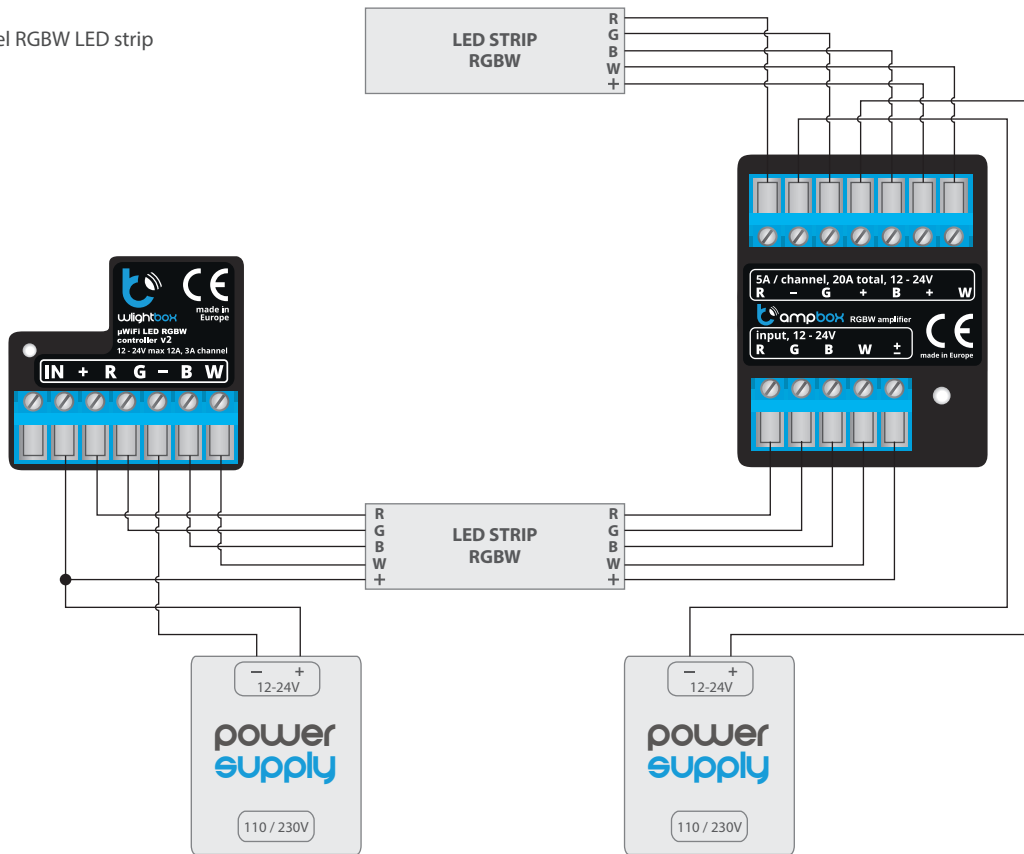 el RGBW LED strip
LED STRIP
RGBW
R
G
B
W
+
5A / channel, 20A total, 12 - 24V
R – G + B + W
ampbox RGBW amplifier
input, 12 - 24V
R G B W ±
CE
made in Europe
wlightbox
CE
made in
Europe
µWiFi LED RGBW
controller v2
12 - 24V max 12A, 3A channel
IN + R G – B W
R
G
B
W
+
LED STRIP
RGBW
R
G
B
W
+
– +
12-24V
power
supply
110 / 230V
– +
12-24V
power
supply
110 / 230V